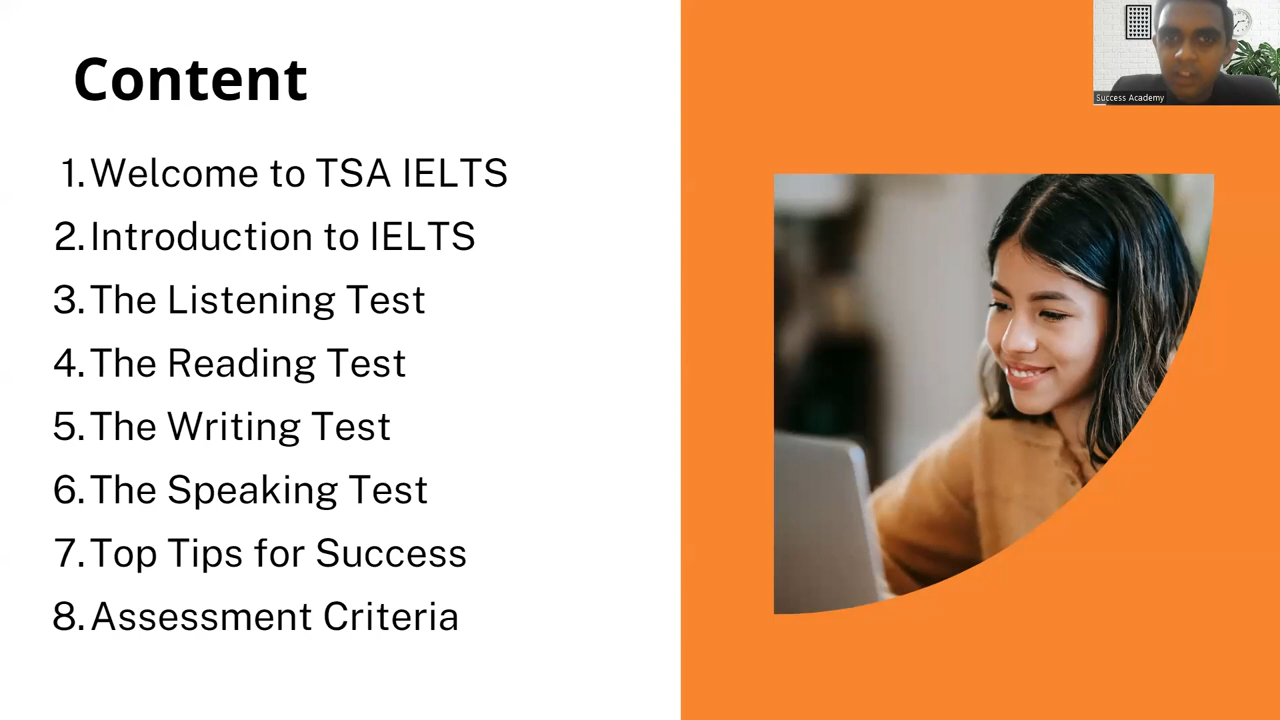 Content
1. Welcome to TSA IELTS
2. Introduction to IELTS
3. The Listening Test
4. The Reading Test
5. The Writing Test
6. The Speaking Test
7. Top Tips for Success
8. Assessment Criteria
Success Academy